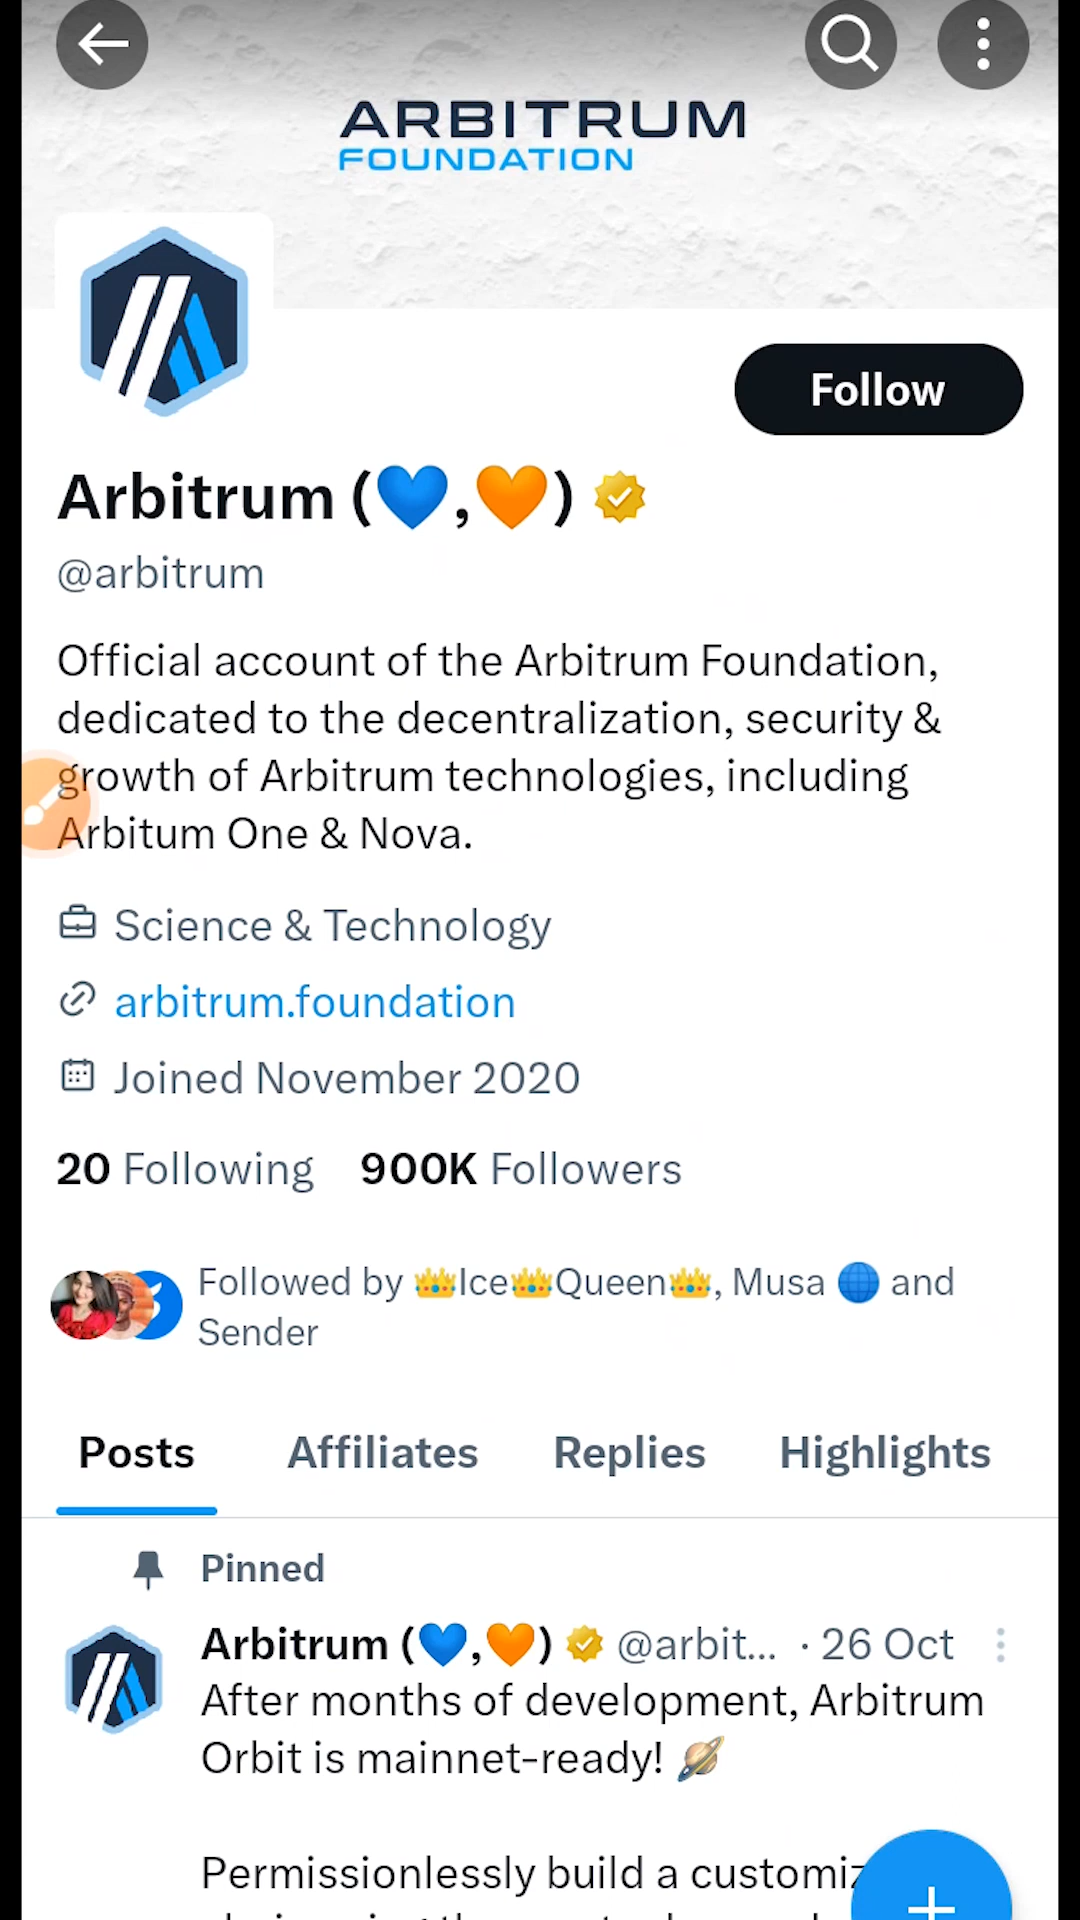 ARBITRUM
FOUNDATION
Follow
Arbitrum (💙,🧡)
@arbitrum
Official account of the Arbitrum Foundation,
dedicated to the decentralization, security &
growth of Arbitrum technologies, including
Arbitum One & Nova.
Science & Technology
arbitrum.foundation
Joined November 2020
20 Following 900K Followers
Followed by 👑Ice👑Queen👑, Musa 🌐 and
Sender
Posts Affiliates Replies Highlights
Pinned
Arbitrum (💙,🧡) @arbit... · 26 Oct
After months of development, Arbitrum
Orbit is mainnet-ready! 🪐
Permissionlessly build a